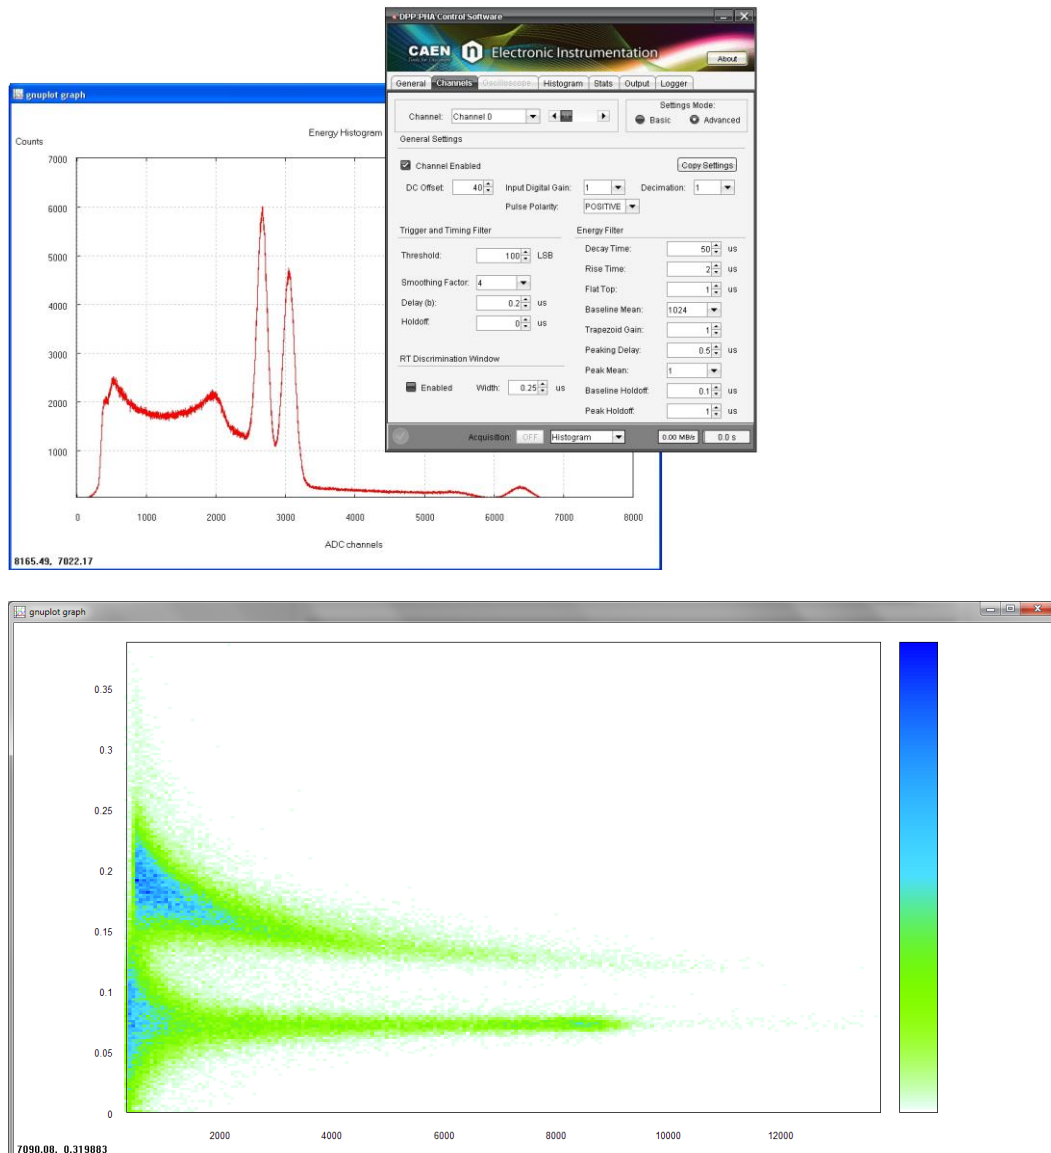 DPP-PHA Control Software
CAEN n Electronic Instrumentation
About
General Channels Oscilloscope Histogram Stats Output Logger
Channel: Channel 0
Settings Mode:
Basic Advanced
General Settings
Channel Enabled Copy Settings
DC Offset: 40 Input Digital Gain: 1 Decimation: 1
Pulse Polarity: POSITIVE
Trigger and Timing Filter
Threshold: 100 LSB
Smoothing Factor: 4
Delay (b): 0.2 us
Holdoff: 0 us
RT Discrimination Window
Enabled Width: 0.25 us
Energy Filter
Decay Time: 50 us
Rise Time: 2 us
Flat Top: 1 us
Baseline Mean: 1024
Trapezoid Gain: 1
Peaking Delay: 0.5 us
Peak Mean: 1
Baseline Holdoff: 0.1 us
Peak Holdoff: 1 us
Acquisition: OFF Histogram 0.00 MB/s 0.0 s
gnuplot graph
Energy Histogram
Counts
7000
6000
5000
4000
3000
2000
1000
0 1000 2000 3000 4000 5000 6000 7000 8000
ADC channels
8165.49, 7022.17
gnuplot graph
0.35
0.3
0.25
0.2
0.15
0.1
0.05
0
2000 4000 6000 8000 10000 12000
7090.08, 0.319883